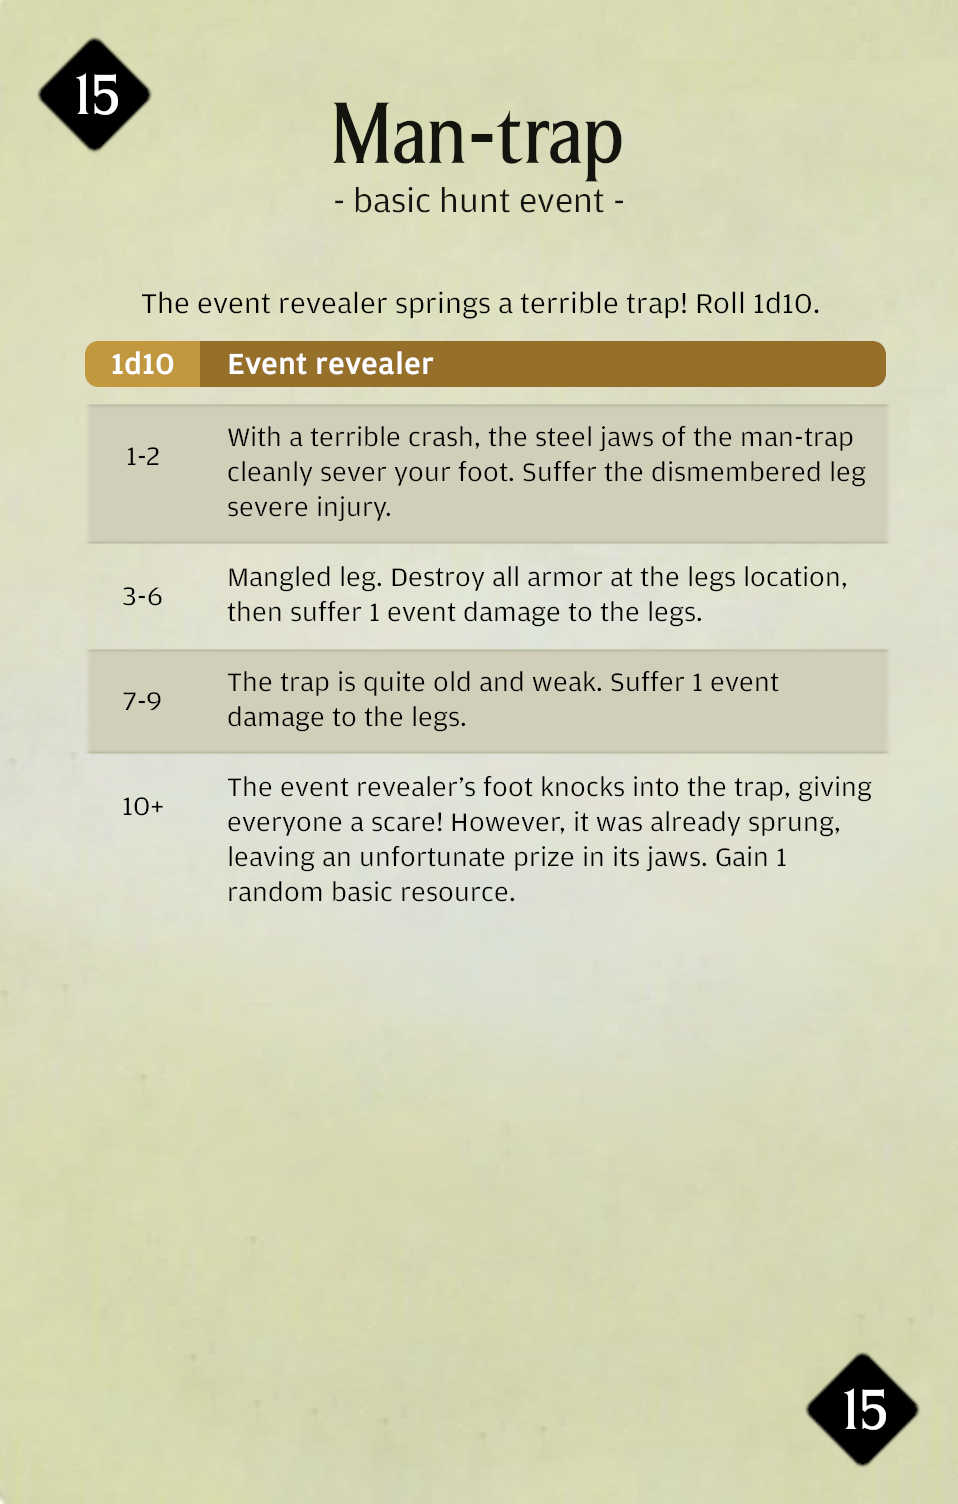 15
Man-trap
- basic hunt event -
The event revealer springs a terrible trap! Roll 1d10.
1d10 Event revealer
1-2
With a terrible crash, the steel jaws of the man-trap
cleanly sever your foot. Suffer the dismembered leg
severe injury.
3-6
Mangled leg. Destroy all armor at the legs location,
then suffer 1 event damage to the legs.
7-9
The trap is quite old and weak. Suffer 1 event
damage to the legs.
10+
The event revealer’s foot knocks into the trap, giving
everyone a scare! However, it was already sprung,
leaving an unfortunate prize in its jaws. Gain 1
random basic resource.
15